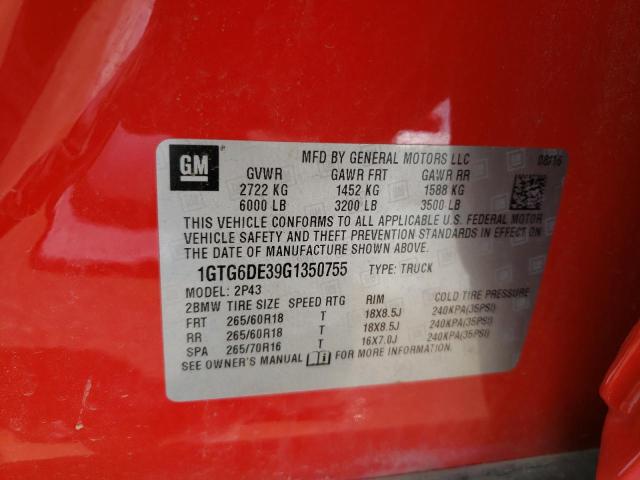 GM
MFD BY GENERAL MOTORS LLC 08/16
GVWR GAWR FRT GAWR RR
2722 KG 1452 KG 1588 KG
6000 LB 3200 LB 3500 LB
THIS VEHICLE CONFORMS TO ALL APPLICABLE U.S. FEDERAL MOTOR
VEHICLE SAFETY AND THEFT PREVENTION STANDARDS IN EFFECT ON
THE DATE OF MANUFACTURE SHOWN ABOVE.
1GTG6DE39G1350755 TYPE: TRUCK
MODEL: 2P43
2BMW TIRE SIZE SPEED RTG RIM COLD TIRE PRESSURE
FRT 265/60R18 T 18X8.5J 240KPA(35PSI)
RR 265/60R18 T 18X8.5J 240KPA(35PSI)
SPA 265/70R16 T 16X7.0J 240KPA(35PSI)
SEE OWNER'S MANUAL FOR MORE INFORMATION.